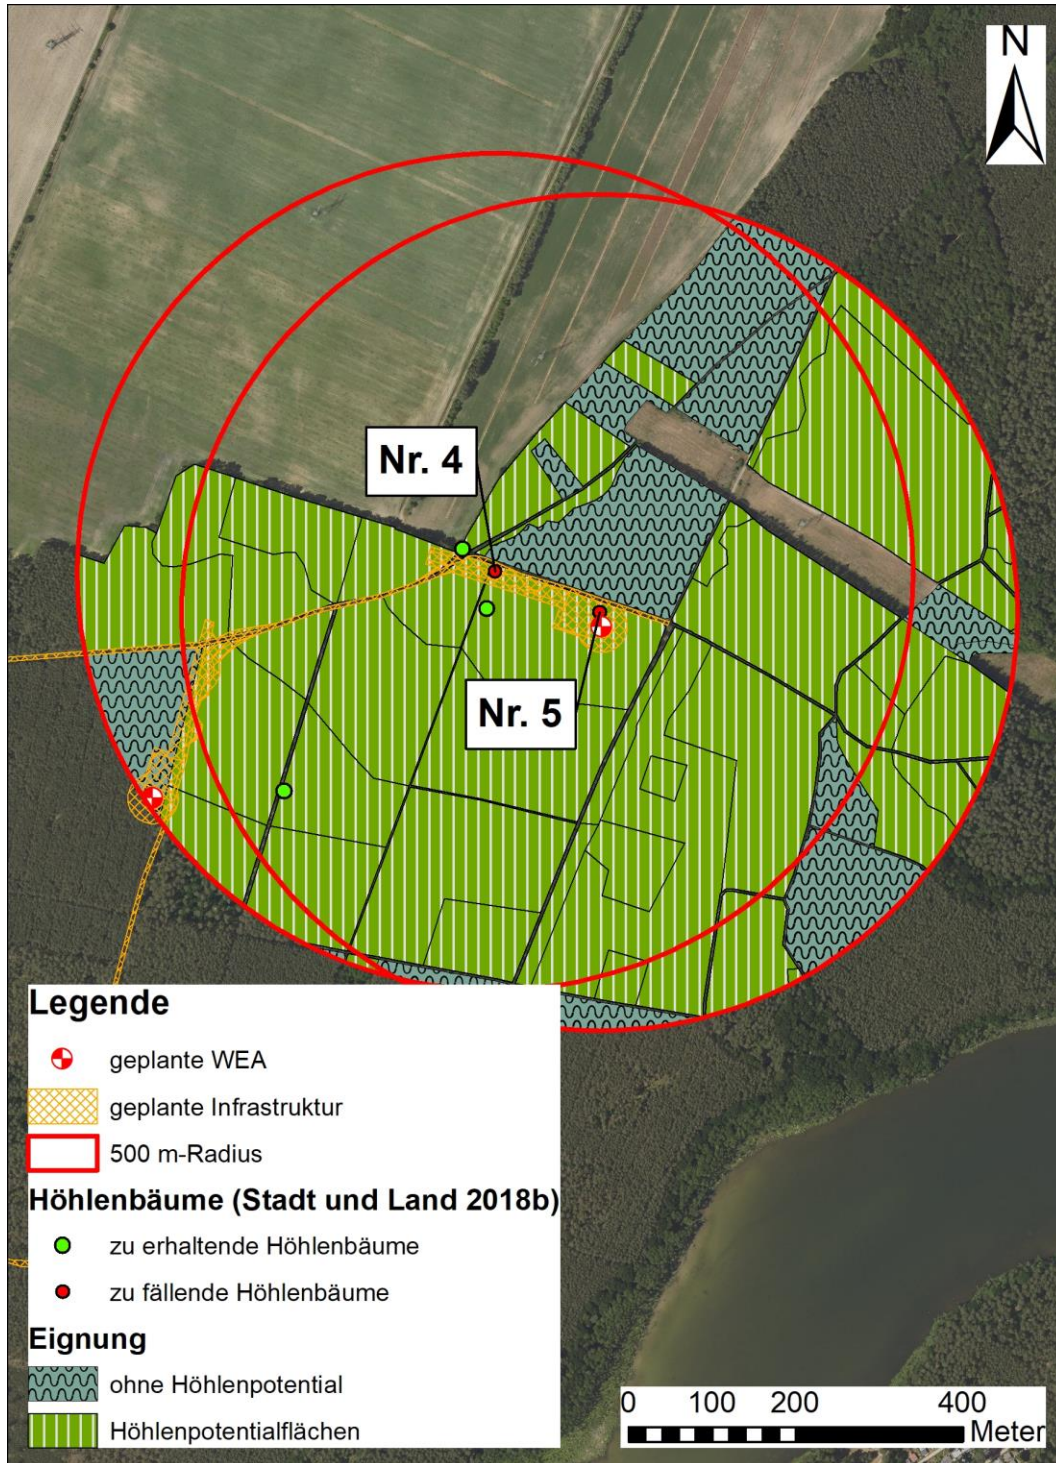 N
Nr. 4
Nr. 5
Legende
geplante WEA
geplante Infrastruktur
500 m-Radius
Höhlenbäume (Stadt und Land 2018b)
zu erhaltende Höhlenbäume
zu fällende Höhlenbäume
Eignung
ohne Höhlenpotential
Höhlenpotentialflächen
0 100 200 400
Meter